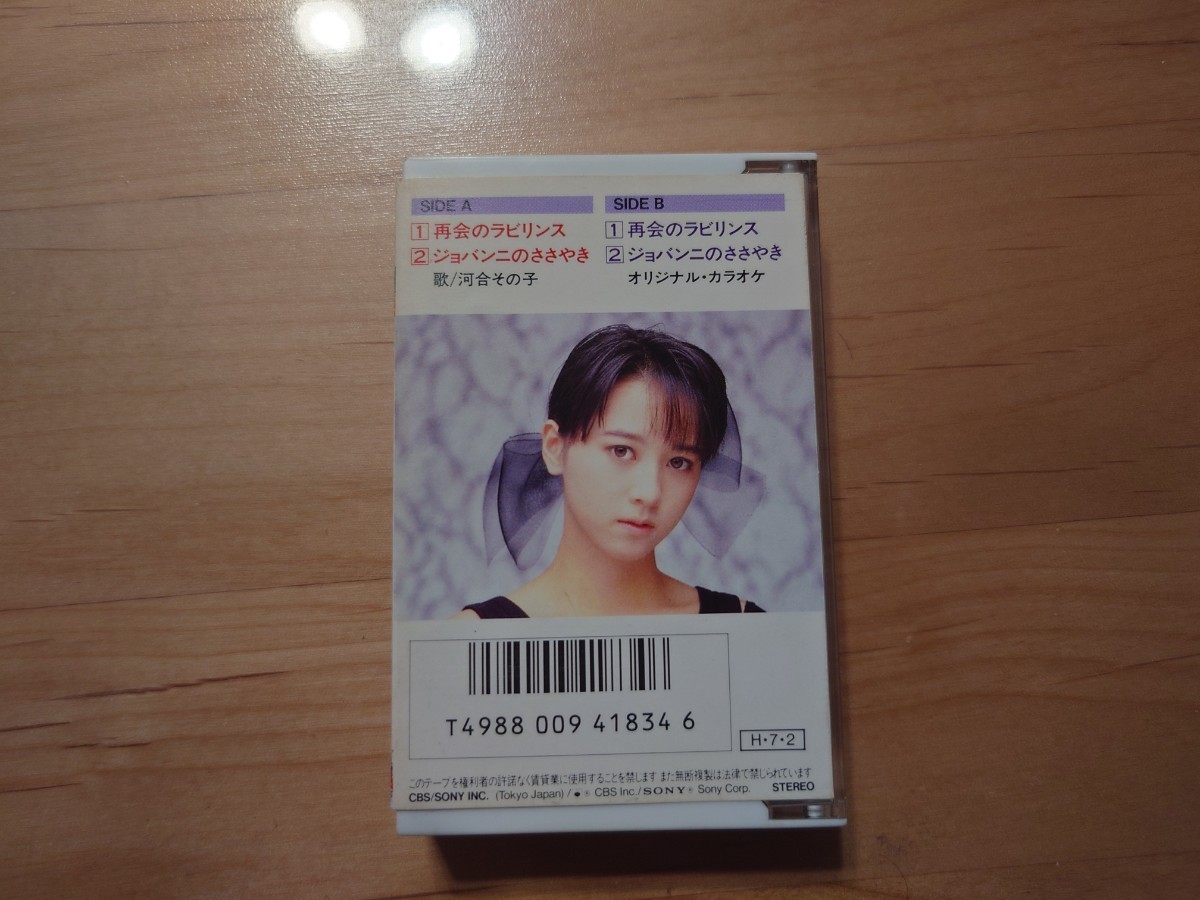 SIDE A
1 再会のラビリンス
2 ジョバンニのささやき
歌/河合その子
SIDE B
1 再会のラビリンス
2 ジョバンニのささやき
オリジナル・カラオケ
T4988 009 41834 6
H・7・2
このテープを権利者の許諾なく賃貸業に使用することを禁じます また無断複製は法律で禁じられています
CBS/SONY INC. (Tokyo Japan) / ® CBS Inc./SONY® Sony Corp. STEREO